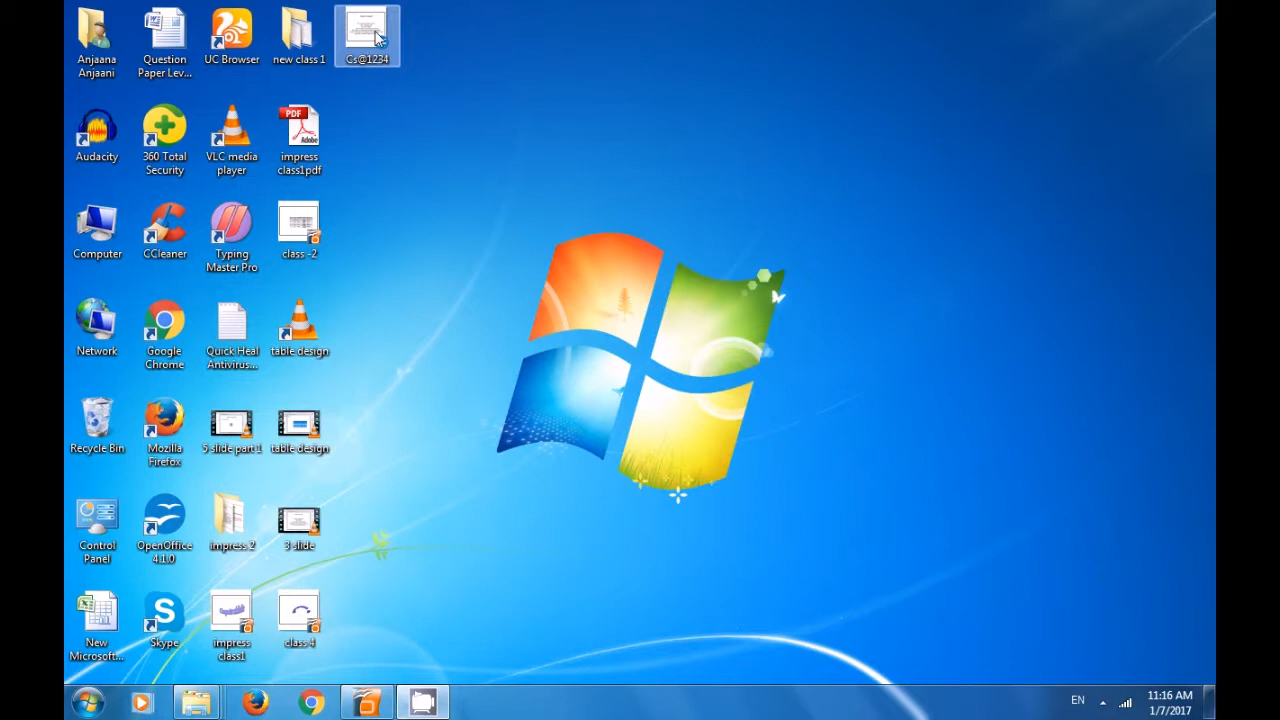 Anjaana
Anjaani
Question
Paper Lev...
UC Browser
new class 1
Cs@1234
Audacity
360 Total
Security
VLC media
player
PDF
Adobe
impress
class1pdf
Computer
CCleaner
Typing
Master Pro
class -2
Network
Google
Chrome
Quick Heal
Antivirus...
table design
Recycle Bin
Mozilla
Firefox
5 slide part 1
table design
Control
Panel
OpenOffice
4.1.0
impress 2
3 slide
New
Microsoft...
Skype
impress
class1
class 4
EN
11:16 AM
1/7/2017